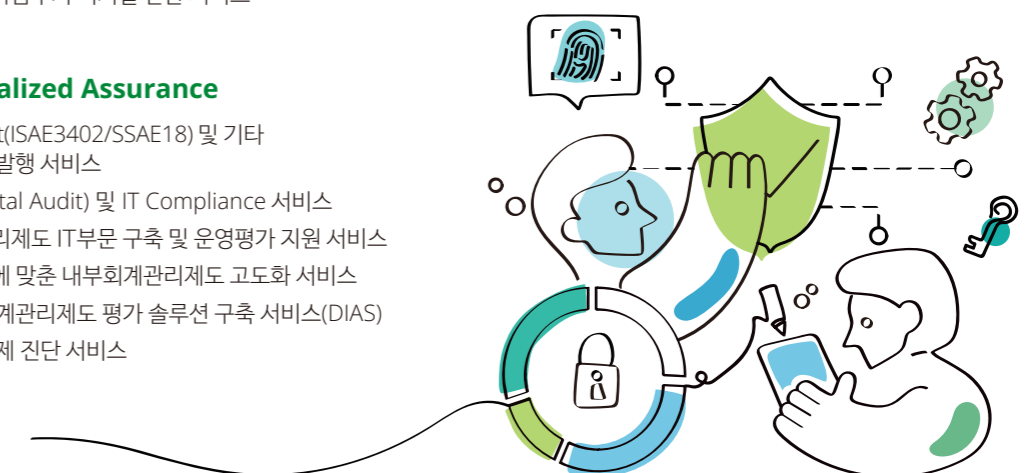 alized Assurance
t(ISAE3402/SSAE18) 및 기타
발행 서비스
tal Audit) 및 IT Compliance 서비스
리제도 IT부문 구축 및 운영평가 지원 서비스
에 맞춘 내부회계관리제도 고도화 서비스
계관리제도 평가 솔루션 구축 서비스(DIAS)
제 진단 서비스